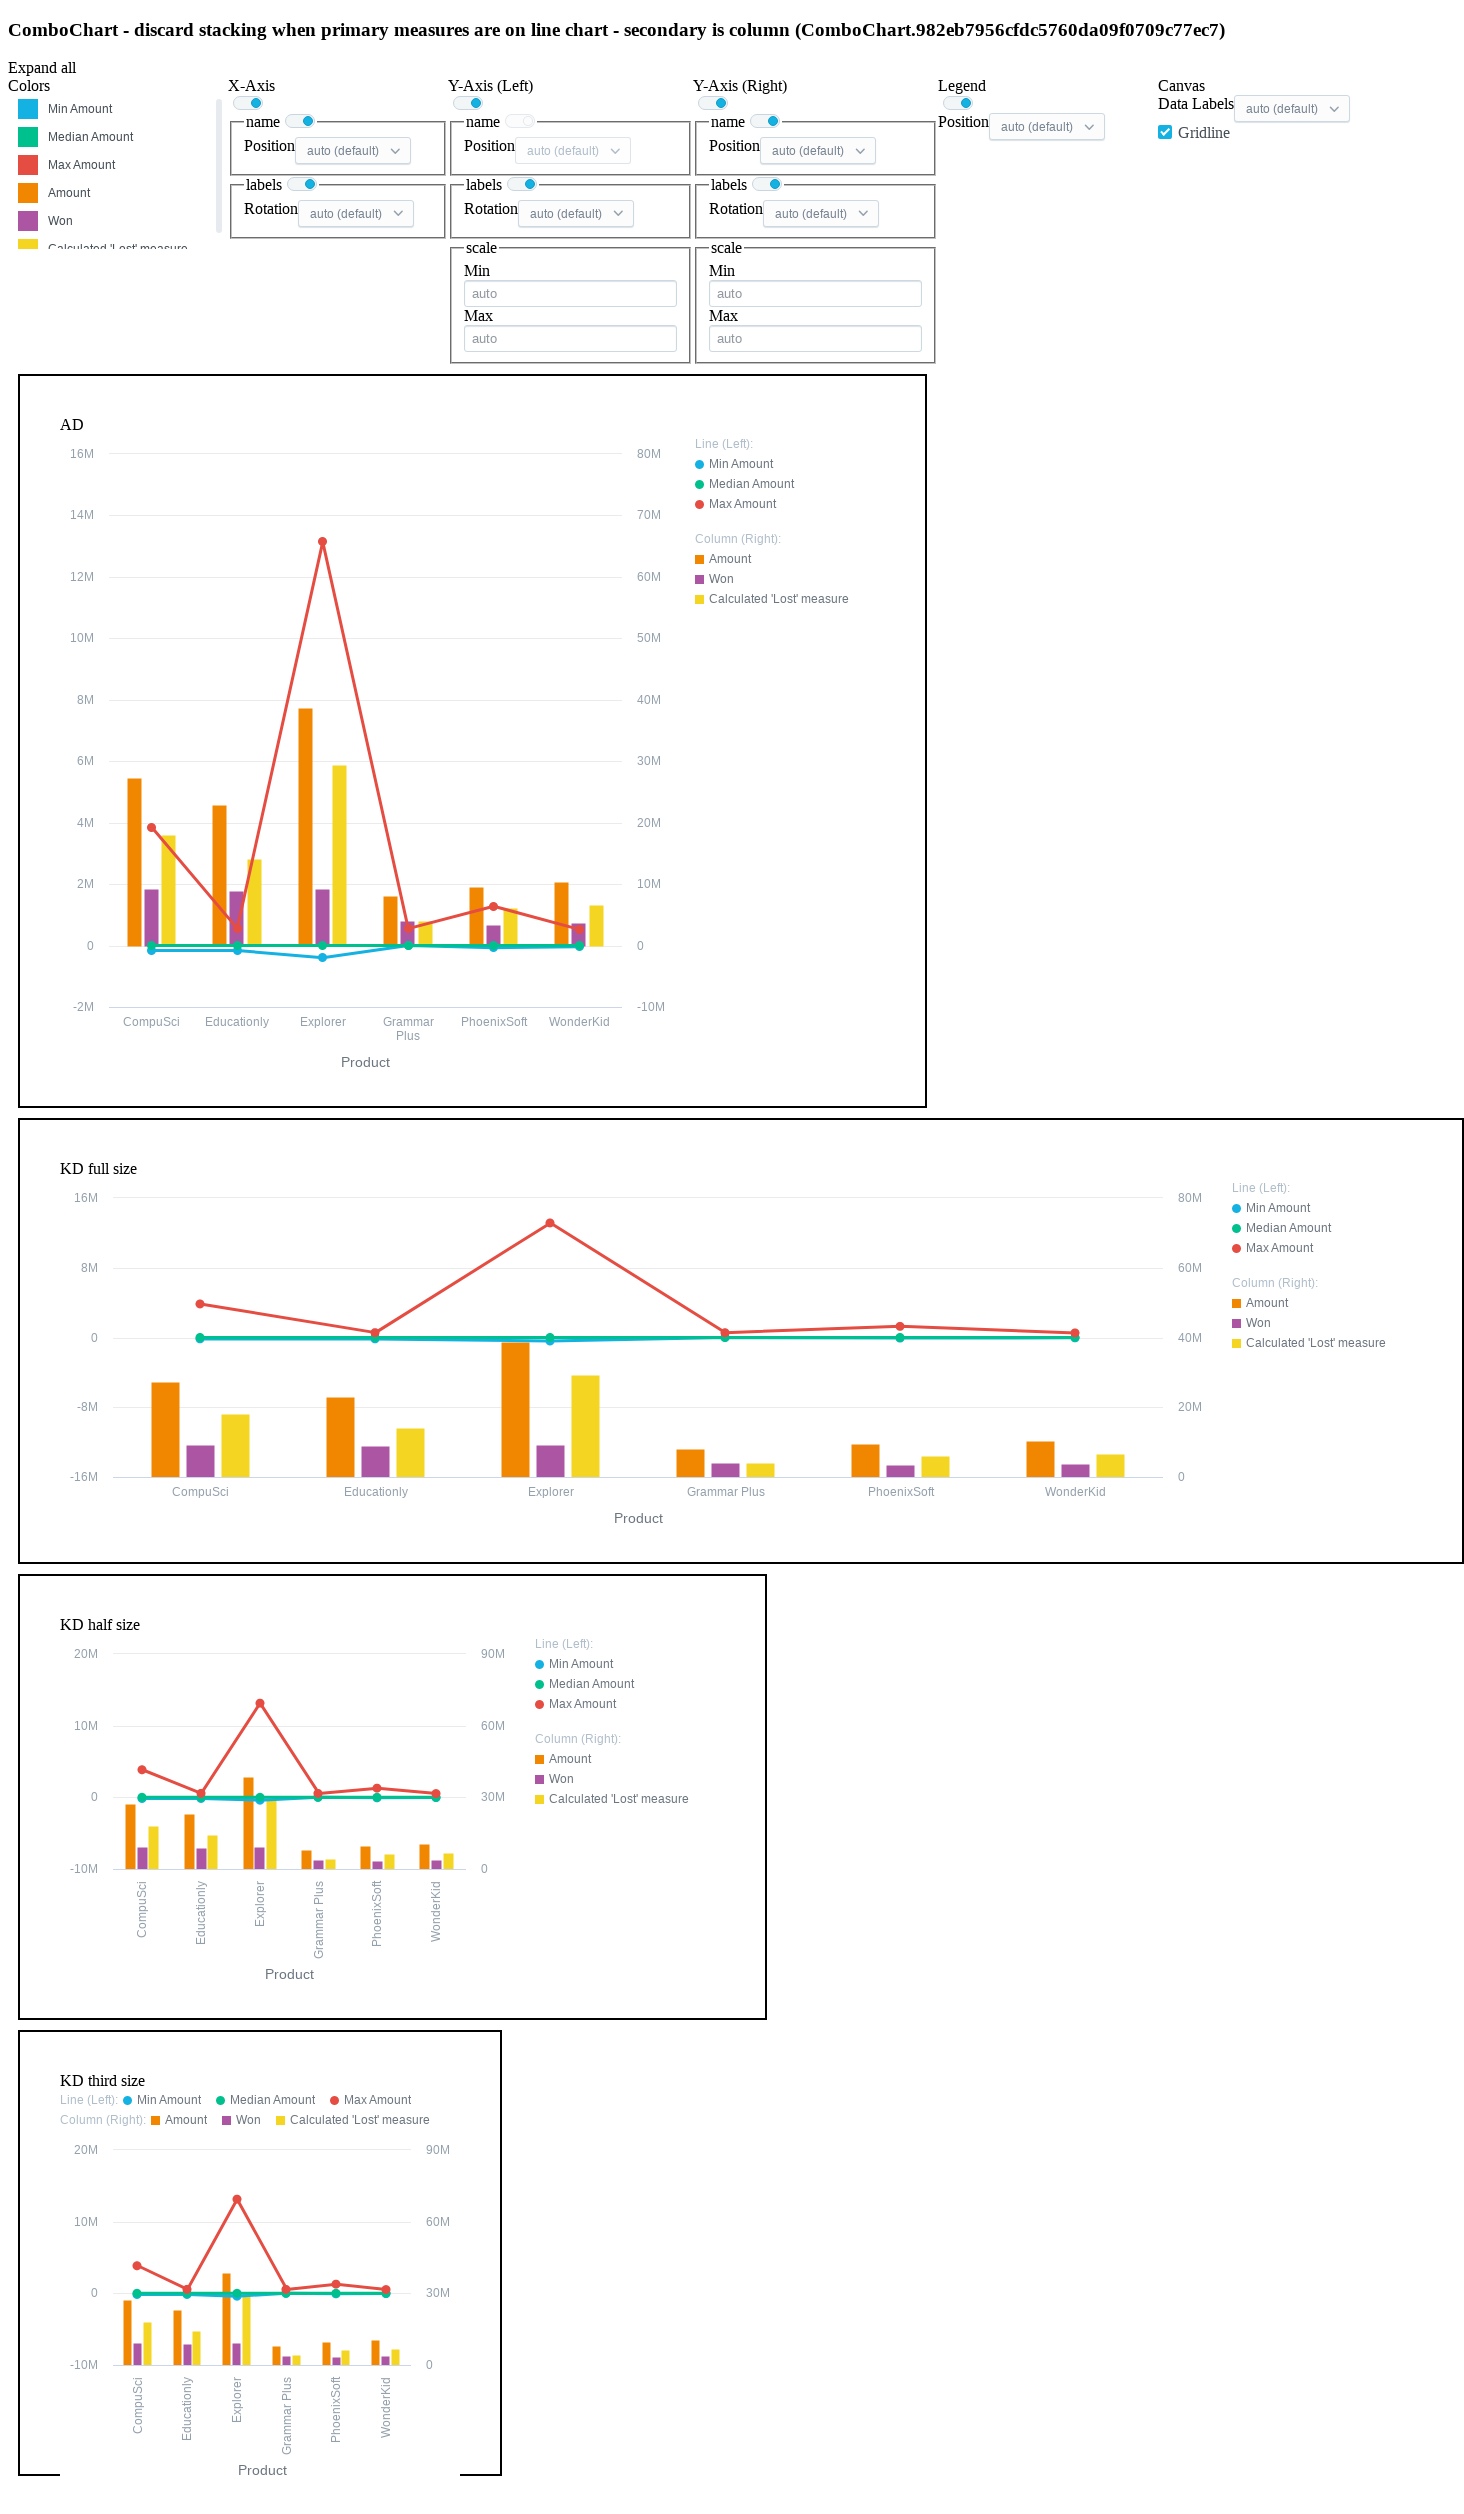 ComboChart - discard stacking when primary measures are on line chart - secondary is column (ComboChart.982eb7956cfdc5760da09f0709c77ec7)
Expand all
Colors
Min Amount
Median Amount
Max Amount
Amount
Won
Calculated 'Lost' measure
X-Axis
name
Position auto (default)
labels
Rotation auto (default)
Y-Axis (Left)
name
Position auto (default)
labels
Rotation auto (default)
scale
Min
auto
Max
auto
Y-Axis (Right)
name
Position auto (default)
labels
Rotation auto (default)
scale
Min
auto
Max
auto
Legend
Position auto (default)
Canvas
Data Labels auto (default)
Gridline
AD
16M
14M
12M
10M
8M
6M
4M
2M
0
-2M
80M
70M
60M
50M
40M
30M
20M
10M
0
-10M
CompuSci
Educationly
Explorer
Grammar
Plus
PhoenixSoft
WonderKid
Product
Line (Left):
Min Amount
Median Amount
Max Amount
Column (Right):
Amount
Won
Calculated 'Lost' measure
KD full size
16M
8M
0
-8M
-16M
80M
60M
40M
20M
0
CompuSci
Educationly
Explorer
Grammar Plus
PhoenixSoft
WonderKid
Product
Line (Left):
Min Amount
Median Amount
Max Amount
Column (Right):
Amount
Won
Calculated 'Lost' measure
KD half size
20M
10M
0
-10M
90M
60M
30M
0
CompuSci
Educationly
Explorer
Grammar Plus
PhoenixSoft
WonderKid
Product
Line (Left):
Min Amount
Median Amount
Max Amount
Column (Right):
Amount
Won
Calculated 'Lost' measure
KD third size
Line (Left): Min Amount Median Amount Max Amount
Column (Right): Amount Won Calculated 'Lost' measure
20M
10M
0
-10M
90M
60M
30M
0
CompuSci
Educationly
Explorer
Grammar Plus
PhoenixSoft
WonderKid
Product